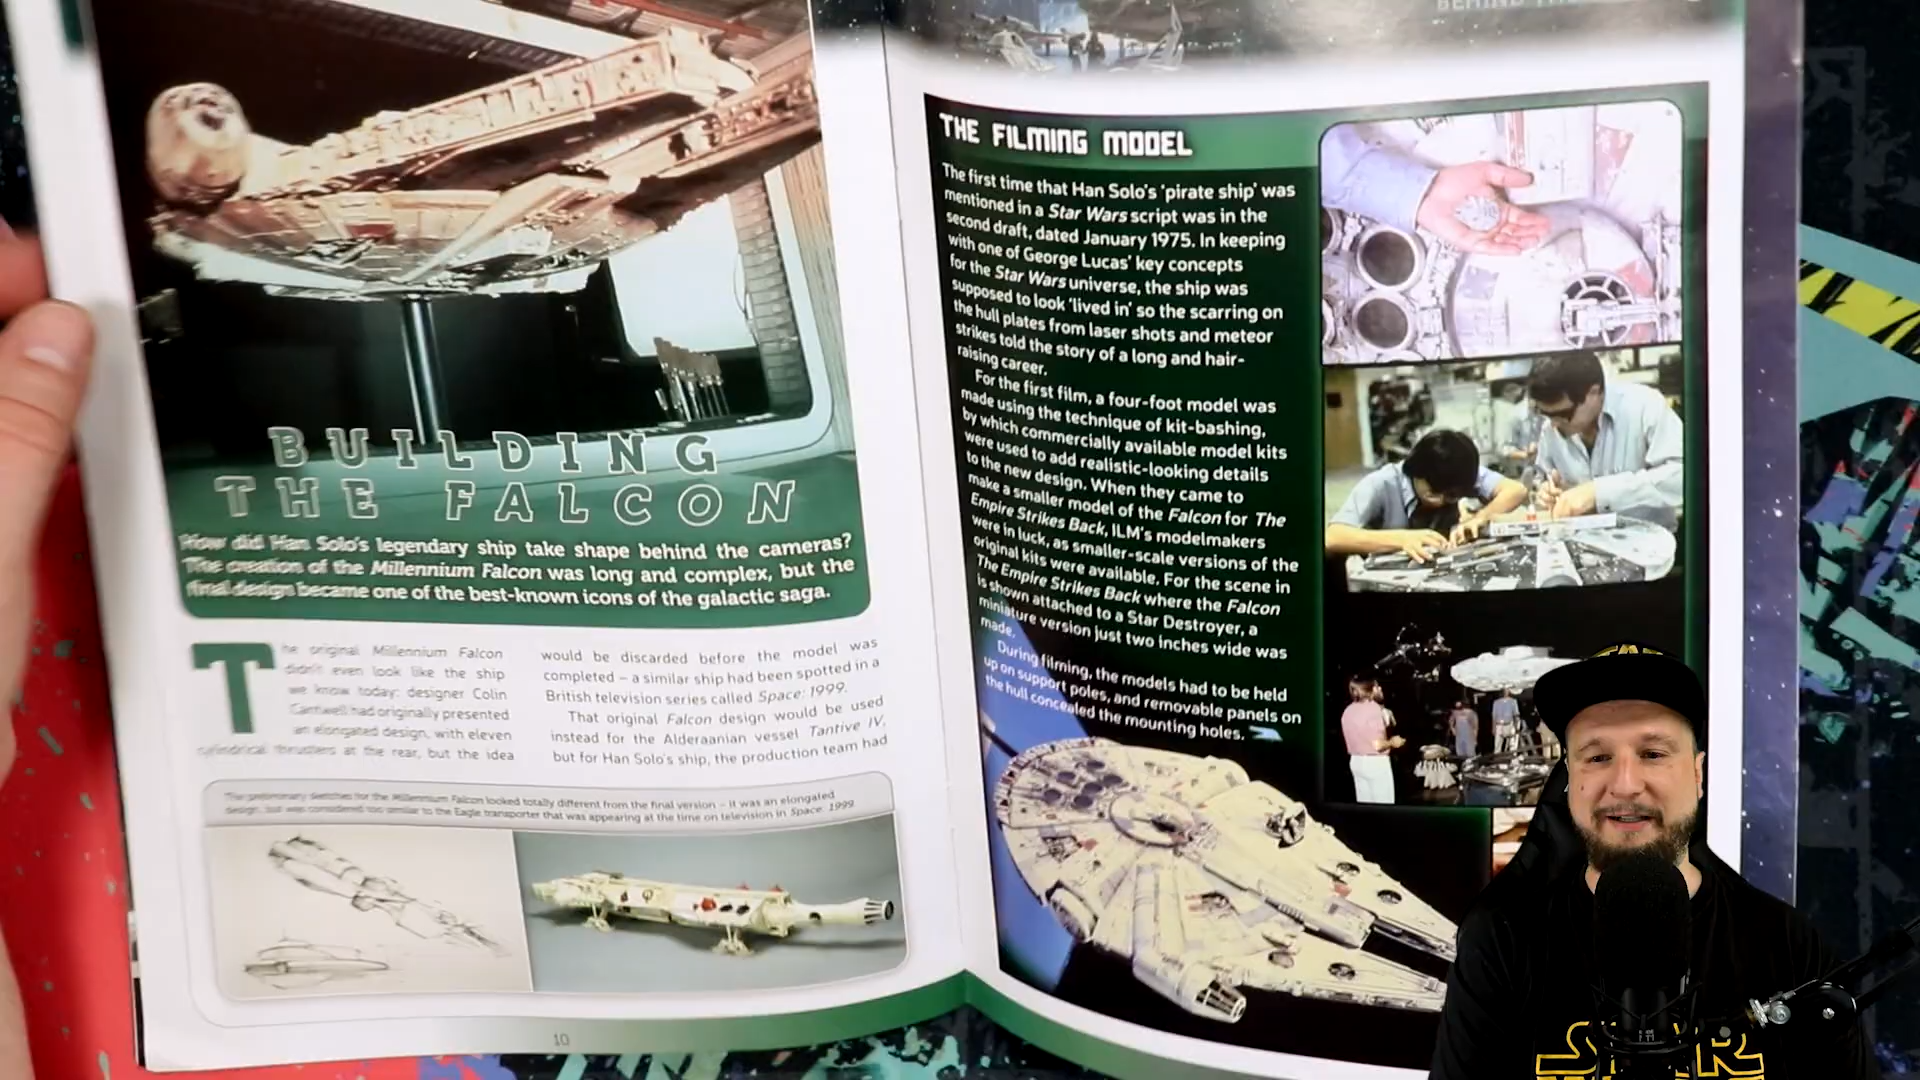 BUILDING
THE FALCON
How did Han Solo's legendary ship take shape behind the cameras?
The creation of the Millennium Falcon was long and complex, but the
final design became one of the best-known icons of the galactic saga.
The original Millennium Falcon
didn't even look like the ship
we know today: designer Colin
Cantwell had originally presented
an elongated design, with eleven
cylindrical thrusters at the rear, but the idea
would be discarded before the model was
completed – a similar ship had been spotted in a
British television series called Space: 1999.
That original Falcon design would be used
instead for the Alderaanian vessel Tantive IV,
but for Han Solo's ship, the production team had
The preliminary sketches for the Millennium Falcon looked totally different from the final version – it was an elongated
design, but was considered too similar to the Eagle transporter that was appearing at the time on television in Space: 1999.
10
BEHIND THE
THE FILMING MODEL
The first time that Han Solo's 'pirate ship' was
mentioned in a Star Wars script was in the
second draft, dated January 1975. In keeping
with one of George Lucas' key concepts
for the Star Wars universe, the ship was
supposed to look 'lived in' so the scarring on
the hull plates from laser shots and meteor
strikes told the story of a long and hair-
raising career.
For the first film, a four-foot model was
made using the technique of kit-bashing,
by which commercially available model kits
were used to add realistic-looking details
to the new design. When they came to
make a smaller model of the Falcon for The
Empire Strikes Back, ILM's modelmakers
were in luck, as smaller-scale versions of the
original kits were available. For the scene in
The Empire Strikes Back where the Falcon
is shown attached to a Star Destroyer, a
miniature version just two inches wide was
made.
During filming, the models had to be held
up on support poles, and removable panels on
the hull concealed the mounting holes.
STAR